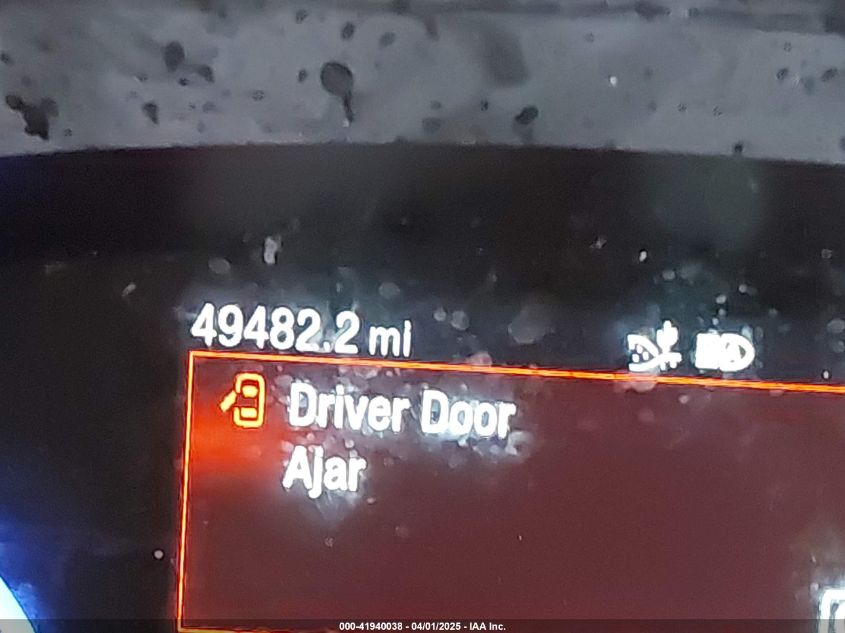 49482.2 mi
Driver Door
Ajar
000-41940038 - 04/01/2025 - IAA Inc.